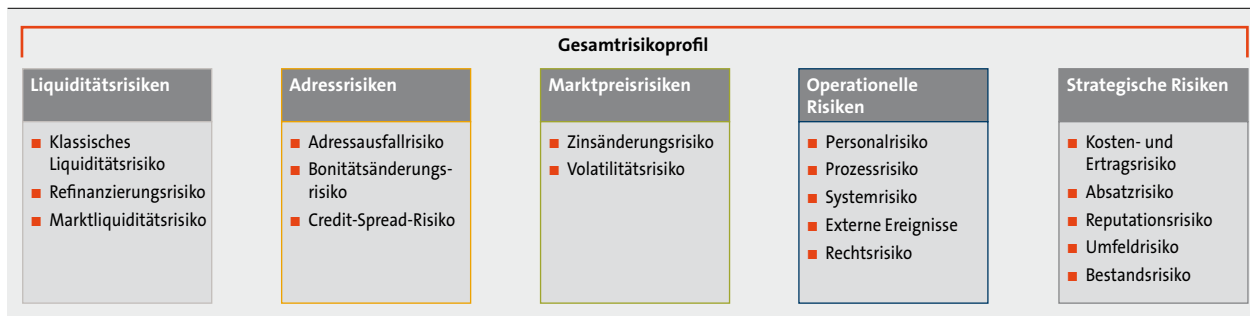 Gesamtrisikoprofil
Liquiditätsrisiken
Klassisches
Liquiditätsrisiko
Refinanzierungsrisiko
Marktliquiditätsrisiko
Adressrisiken
Adressausfallrisiko
Bonitätsänderungs-
risiko
Credit-Spread-Risiko
Marktpreisrisiken
Zinsänderungsrisiko
Volatilitätsrisiko
Operationelle
Risiken
Personalrisiko
Prozessrisiko
Systemrisiko
Externe Ereignisse
Rechtsrisiko
Strategische Risiken
Kosten- und
Ertragsrisiko
Absatzrisiko
Reputationsrisiko
Umfeldrisiko
Bestandsrisiko